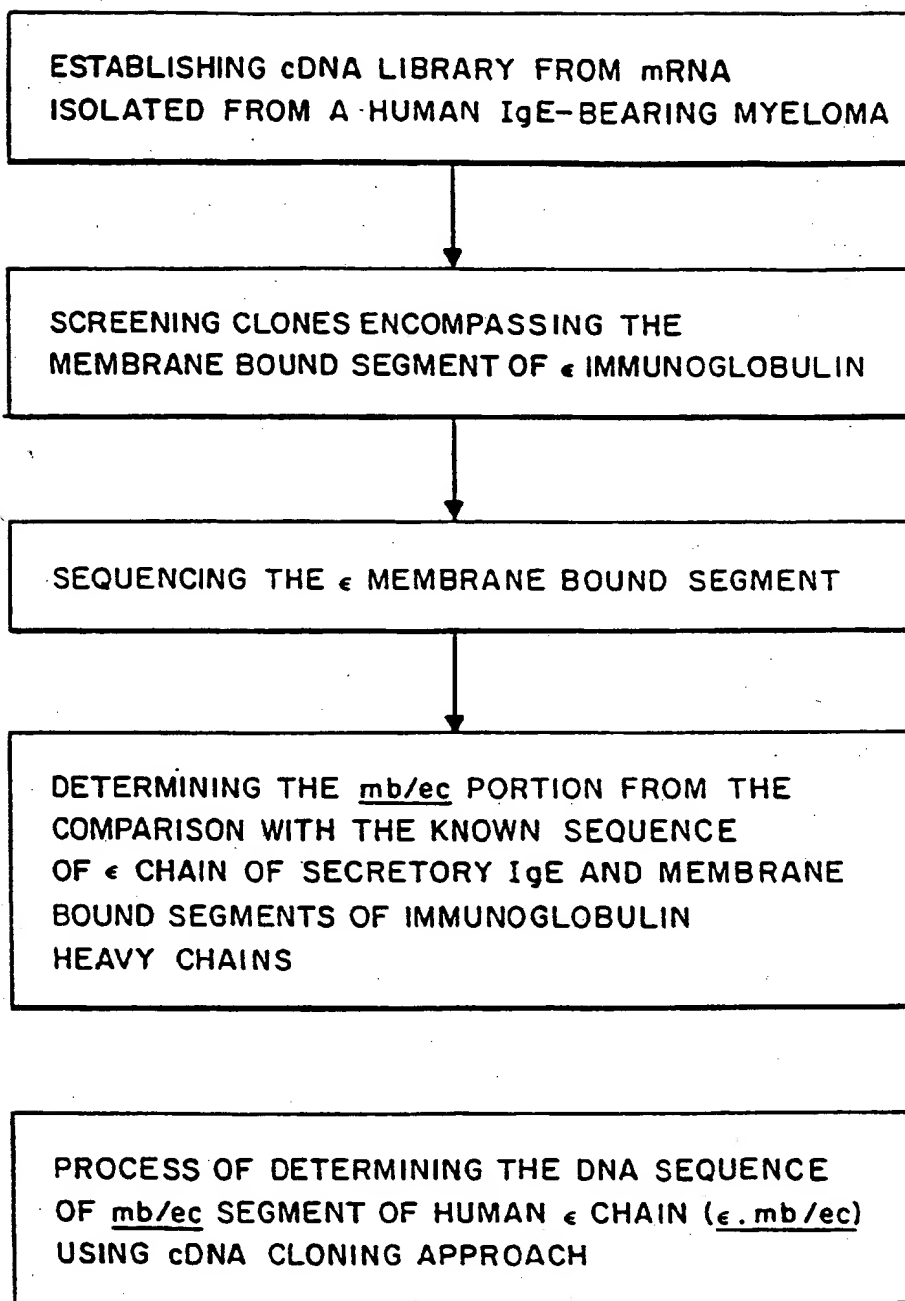 ESTABLISHING cDNA LIBRARY FROM mRNA
ISOLATED FROM A HUMAN IgE-BEARING MYELOMA
SCREENING CLONES ENCOMPASSING THE
MEMBRANE BOUND SEGMENT OF ϵ IMMUNOGLOBULIN
SEQUENCING THE ϵ MEMBRANE BOUND SEGMENT
DETERMINING THE mb/ec PORTION FROM THE
COMPARISON WITH THE KNOWN SEQUENCE
OF ϵ CHAIN OF SECRETORY IgE AND MEMBRANE
BOUND SEGMENTS OF IMMUNOGLOBULIN
HEAVY CHAINS
PROCESS OF DETERMINING THE DNA SEQUENCE
OF mb/ec SEGMENT OF HUMAN ϵ CHAIN (ϵ.mb/ec)
USING cDNA CLONING APPROACH